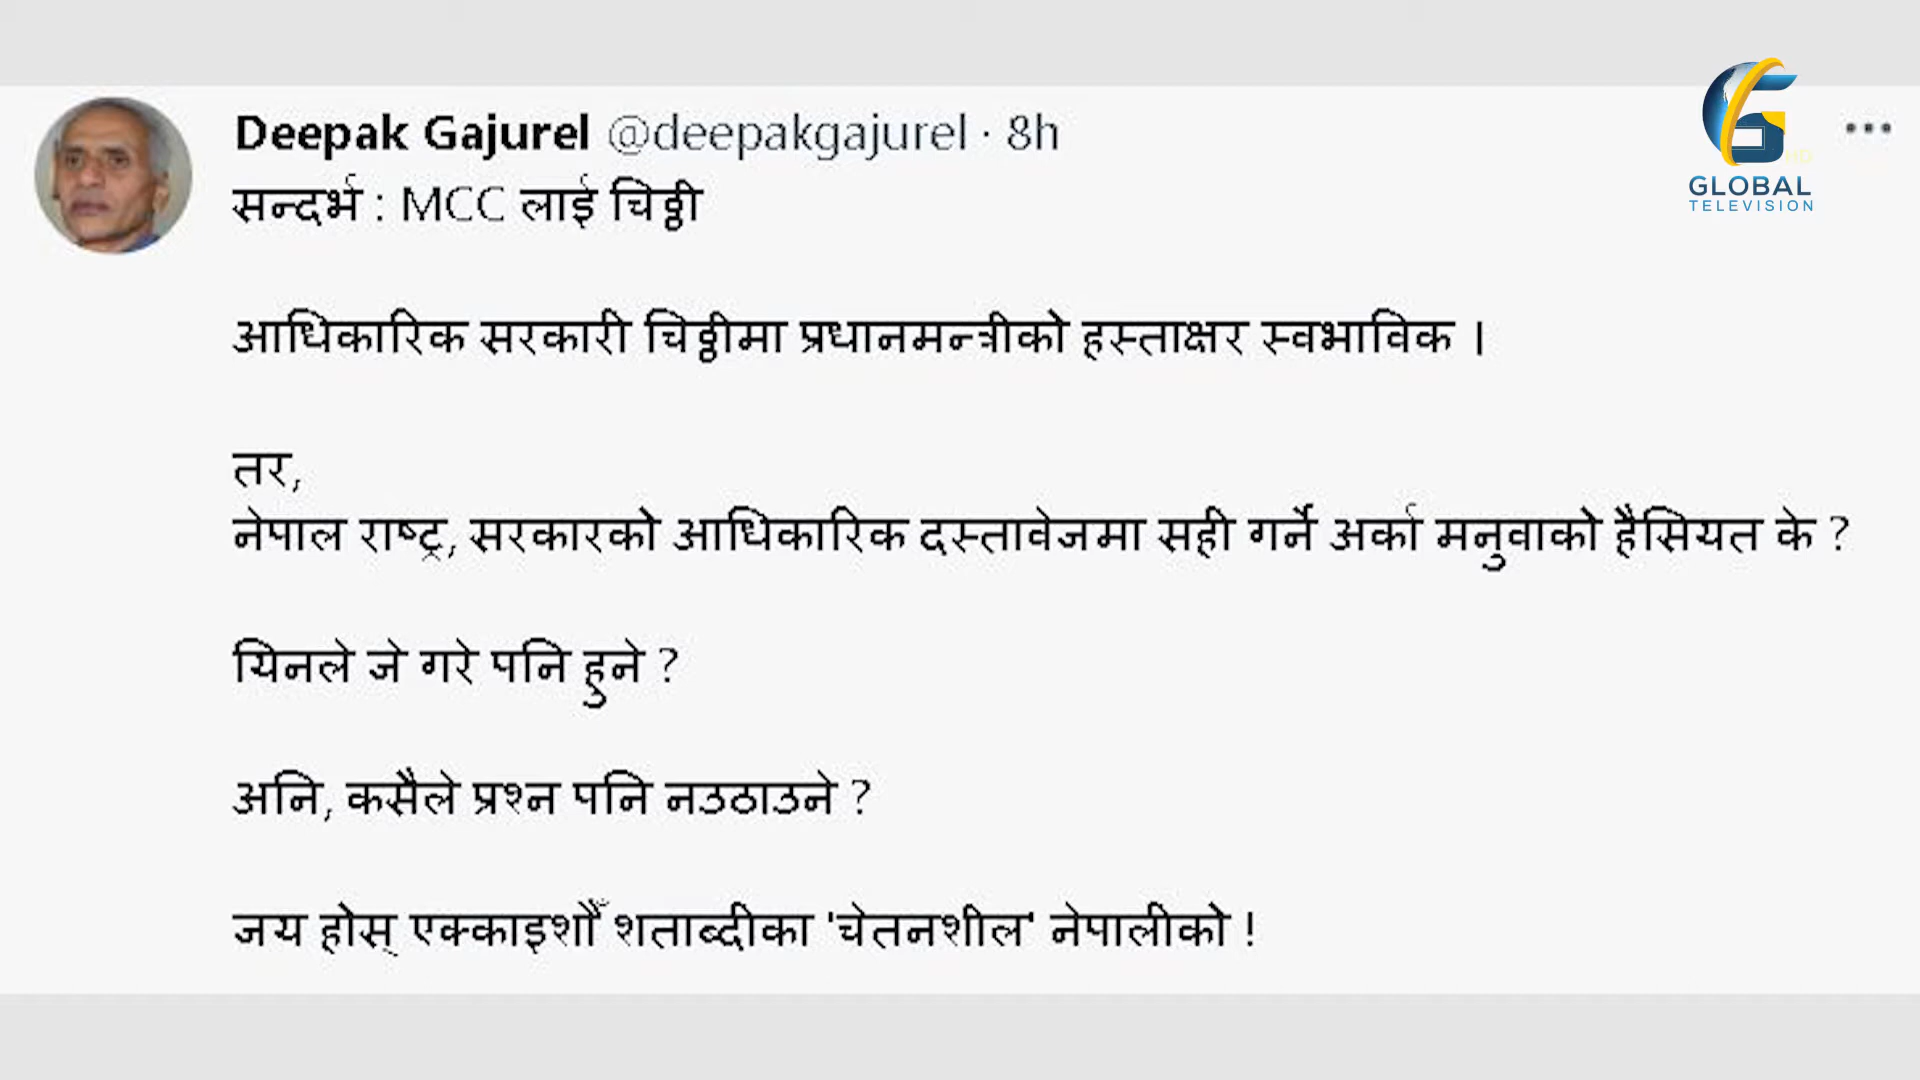 Deepak Gajurel @deepakgajurel · 8h
सन्दर्भ : MCC लाई चिठ्ठी
आधिकारिक सरकारी चिठ्ठीमा प्रधानमन्त्रीको हस्ताक्षर स्वभाविक ।
तर,
नेपाल राष्ट्र, सरकारको आधिकारिक दस्तावेजमा सही गर्ने अर्का मनुवाको हैसियत के ?
यिनले जे गरे पनि हुने ?
अनि, कसैले प्रश्न पनि नउठाउने ?
जय होस् एक्काइशौँ शताब्दीका 'चेतनशील' नेपालीको !
GLOBAL
TELEVISION